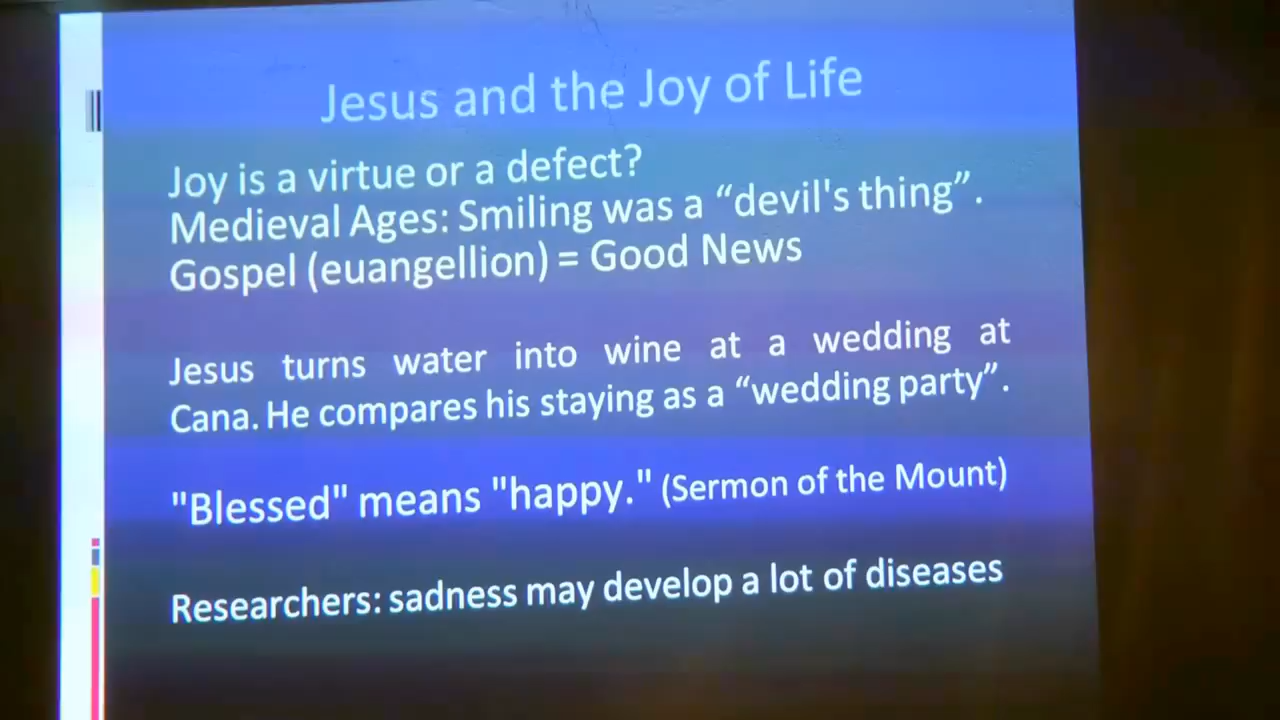 Jesus and the Joy of Life
Joy is a virtue or a defect?
Medieval Ages: Smiling was a “devil's thing”.
Gospel (euangellion) = Good News
Jesus turns water into wine at a wedding at
Cana. He compares his staying as a “wedding party”.
"Blessed" means "happy." (Sermon of the Mount)
Researchers: sadness may develop a lot of diseases